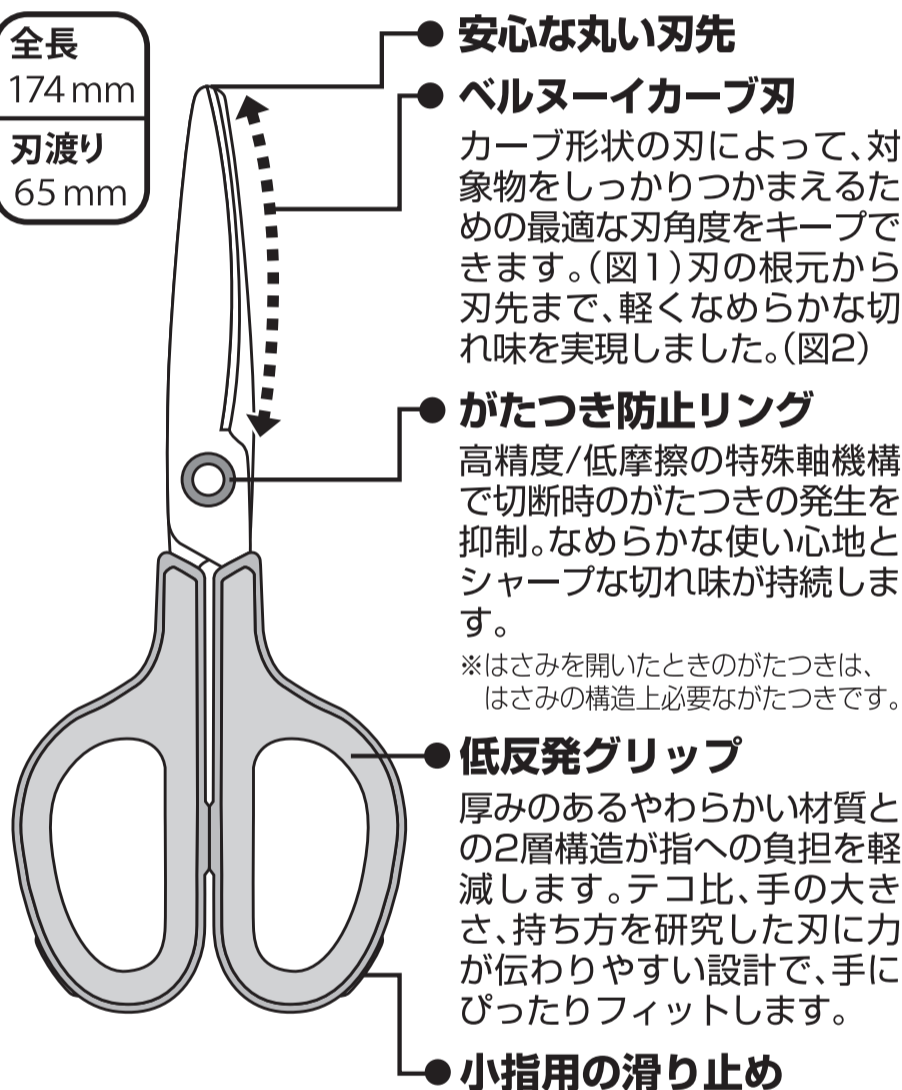 全長
174mm
刃渡り
65mm
安心な丸い刃先
ベルヌーイカーブ刃
カーブ形状の刃によって、対
象物をしっかりつかまえるた
めの最適な刃角度をキープで
きます。(図1)刃の根元から
刃先まで、軽くなめらかな切
れ味を実現しました。(図2)
がたつき防止リング
高精度/低摩擦の特殊軸機構
で切断時のがたつきの発生を
抑制。なめらかな使い心地と
シャープな切れ味が持続しま
す。
※はさみを開いたときのがたつきは、
はさみの構造上必要ながたつきです。
低反発グリップ
厚みのあるやわらかい材質と
の2層構造が指への負担を軽
減します。テコ比、手の大き
さ、持ち方を研究した刃に力
が伝わりやすい設計で、手に
ぴったりフィットします。
小指用の滑り止め